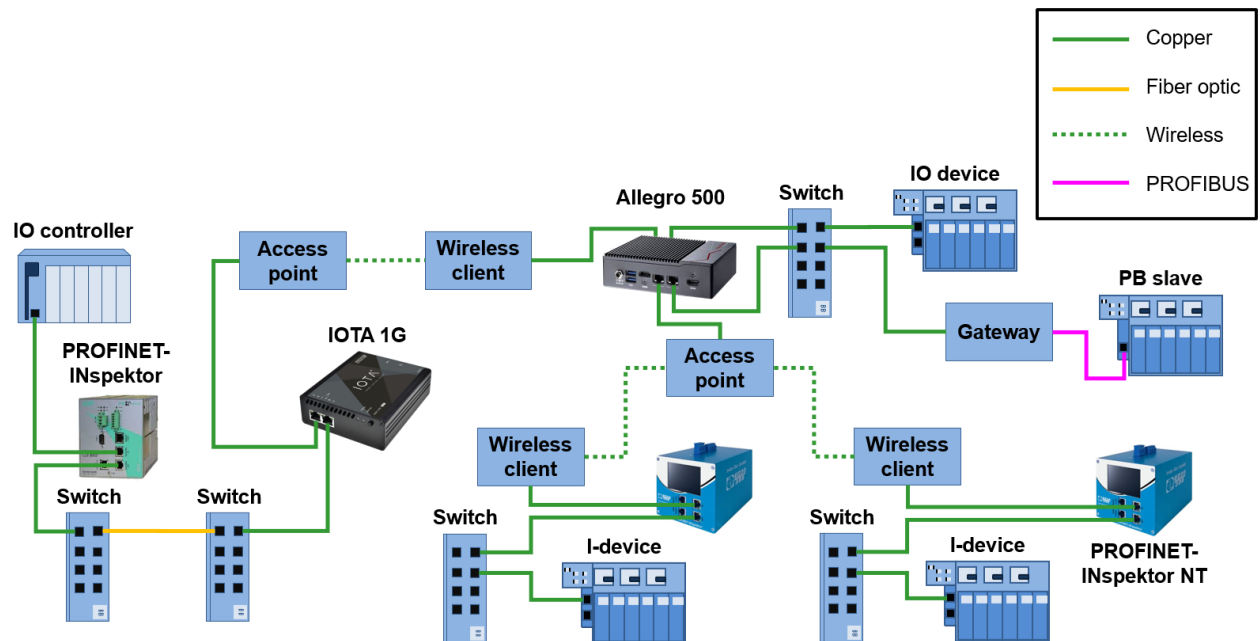 Copper
Fiber optic
Wireless
PROFIBUS
IO device
Switch
Allegro 500
IO controller
Access
point
Wireless
client
PB slave
Gateway
IOTA 1G
PROFINET-
INspektor
IOTA
Access
point
Wireless
client
Wireless
client
Switch
Switch
Switch
I-device
Switch
I-device
PROFINET-
INspektor NT